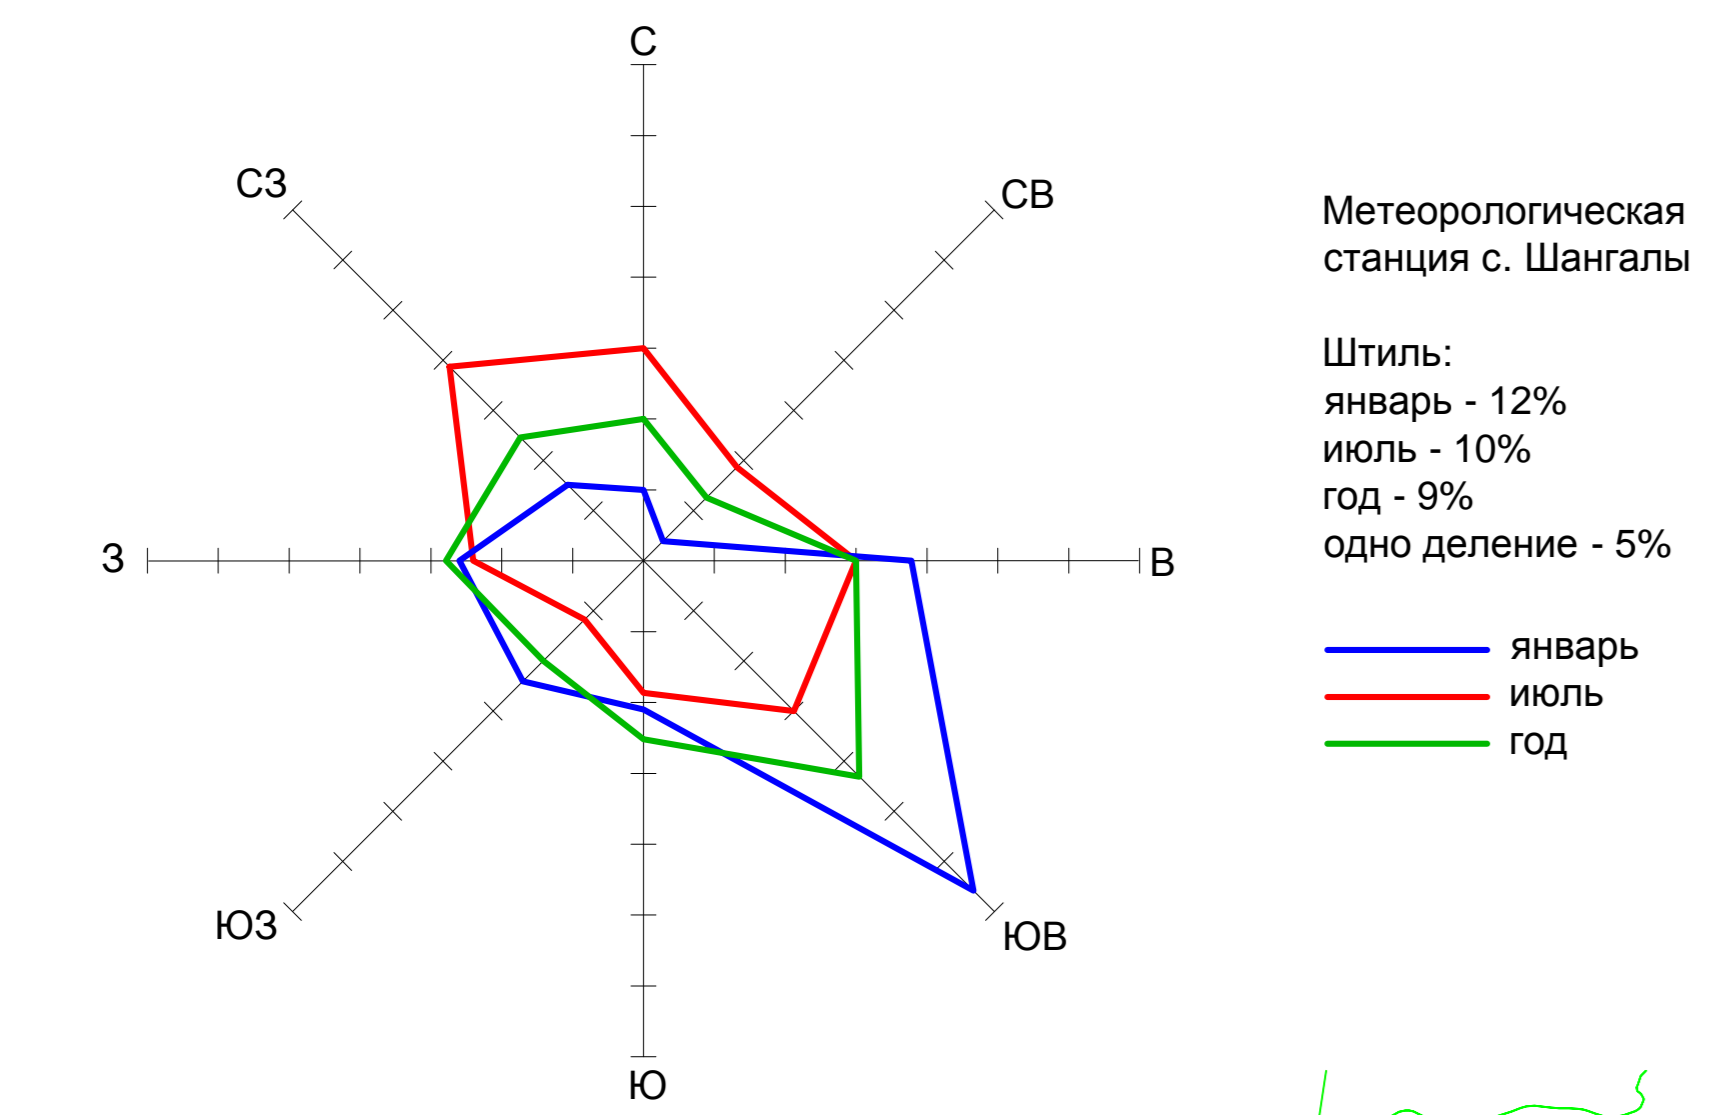 С
СЗ
СВ
З
В
ЮЗ
ЮВ
Ю
Метеорологическая
станция с. Шангалы
Штиль:
январь - 12%
июль - 10%
год - 9%
одно деление - 5%
январь
июль
год